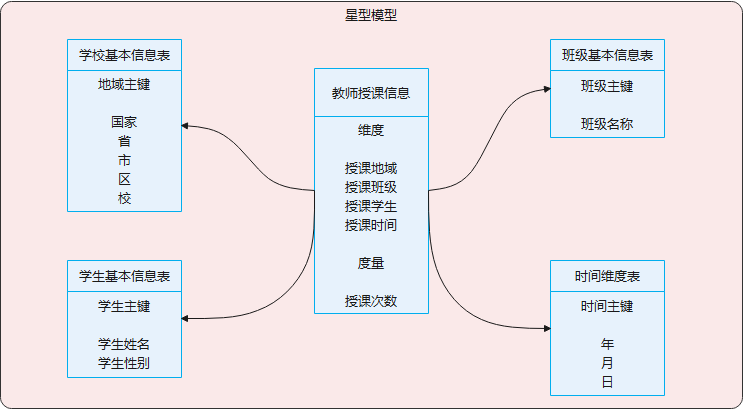 星型模型
学校基本信息表
地域主键
国家
省
市
区
校
教师授课信息
维度
授课地域
授课班级
授课学生
授课时间
度量
授课次数
班级基本信息表
班级主键
班级名称
学生基本信息表
学生主键
学生姓名
学生性别
时间维度表
时间主键
年
月
日